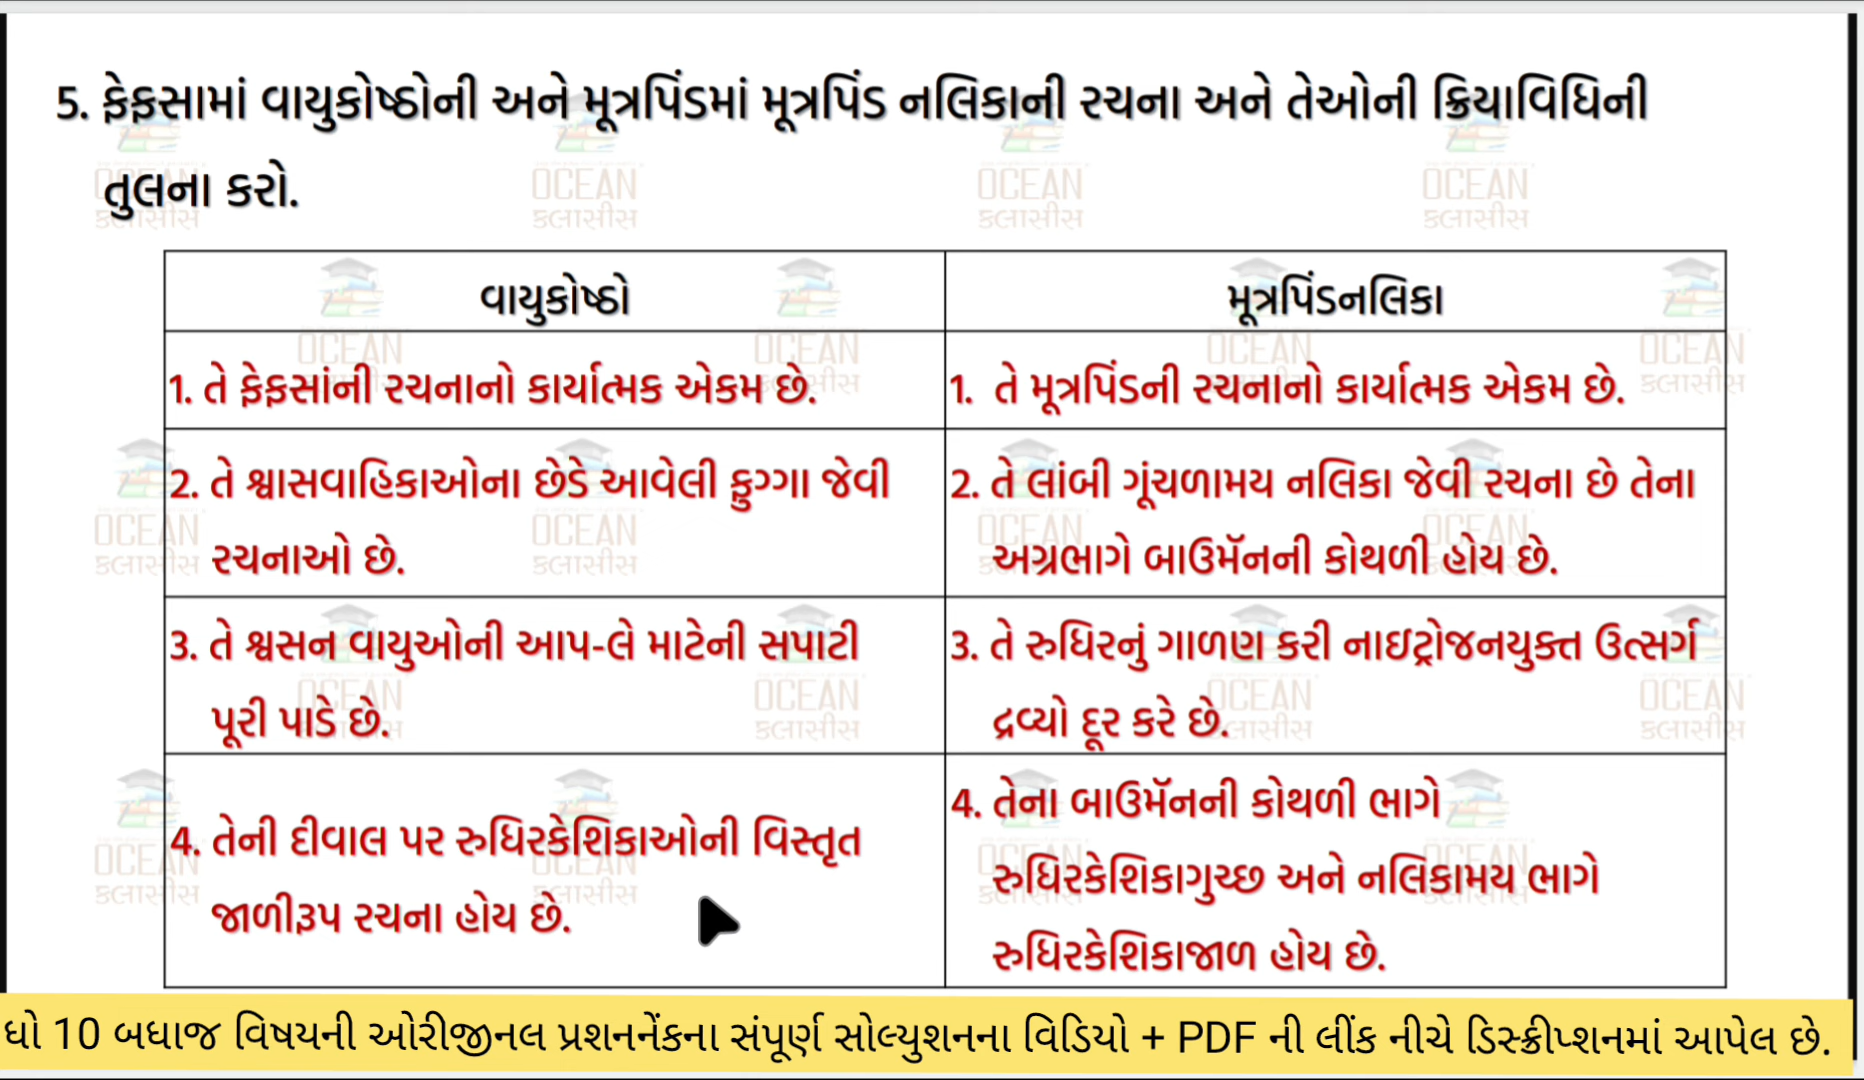 5. ફેફસામાં વાયુકોષ્ઠોની અને મૂત્રપિંડમાં મૂત્રપિંડ નલિકાની રચના અને તેઓની ક્રિયાવિધિની
તુલના કરો.
વાયુકોષ્ઠો
મૂત્રપિંડનલિકા
1. તે ફેફસાંની રચનાનો કાર્યાત્મક એકમ છે.
1. તે મૂત્રપિંડની રચનાનો કાર્યાત્મક એકમ છે.
2. તે શ્વાસવાહિકાઓના છેડે આવેલી ફુગ્ગા જેવી
રચનાઓ છે.
2. તે લાંબી ગૂંચળામય નલિકા જેવી રચના છે તેના
અગ્રભાગે બાઉમૅનની કોથળી હોય છે.
3. તે શ્વસન વાયુઓની આપ-લે માટેની સપાટી
પૂરી પાડે છે.
3. તે રુધિરનું ગાળણ કરી નાઇટ્રોજનયુક્ત ઉત્સર્ગ
દ્રવ્યો દૂર કરે છે.
4. તેની દીવાલ પર રુધિરકેશિકાઓની વિસ્તૃત
જાળીરૂપ રચના હોય છે.
4. તેના બાઉમૅનની કોથળી ભાગે
રુધિરકેશિકાગુચ્છ અને નલિકામય ભાગે
રુધિરકેશિકાજાળ હોય છે.
ધો 10 બધાજ વિષયની ઓરીજીનલ પ્રશનનેંકના સંપૂર્ણ સોલ્યુશનના વિડિયો + PDF ની લીંક નીચે ડિસ્ક્રીપ્શનમાં આપેલ છે.
OCEAN
ક્લાસીસ